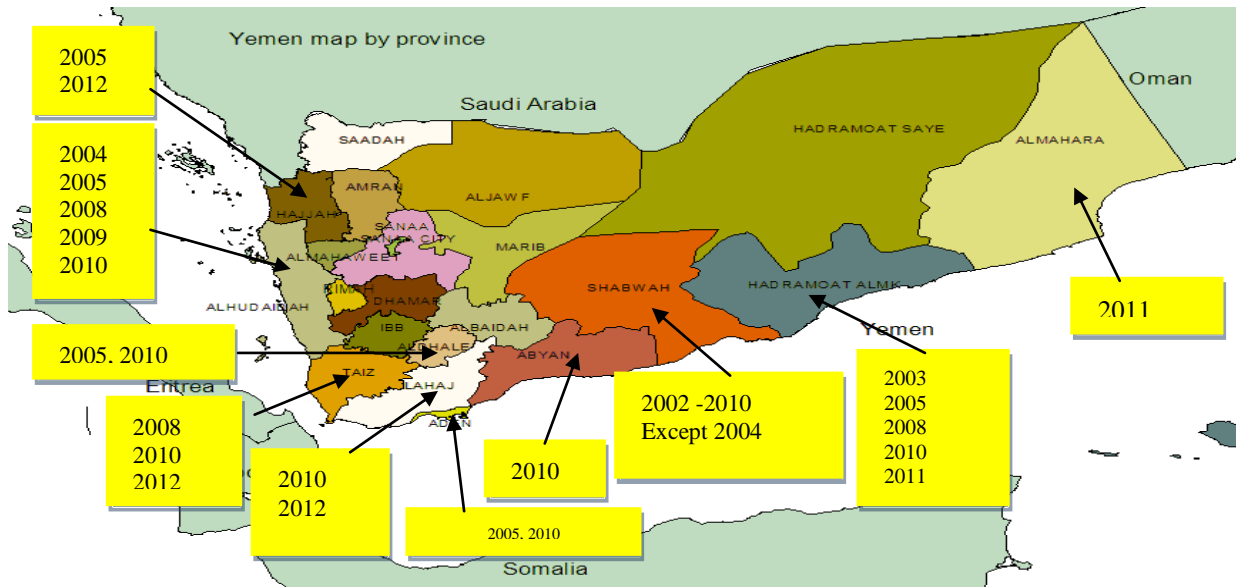 Yemen map by province
2005
2012
Oman
Saudi Arabia
2004
2005
2008
2009
2010
SAADAH
HADRAMOAT SAYE
ALMAHARA
AMRAN
ALJAWF
HAJJAH
SANAA
SANAA CITY
MARIB
ALMAHAWEET
SHABWAH
HADRAMOAT ALMK
RIMAH
DHAMAR
ALHUDAIDAH
2011
Yemen
IBB
ALBAIDAH
2005. 2010
ALDHALE
ABYAN
TAIZ
LAHAJ
Eritrea
ADEN
2008
2010
2012
2010
2012
2005. 2010
2010
2002 -2010
Except 2004
2003
2005
2008
2010
2011
Somalia